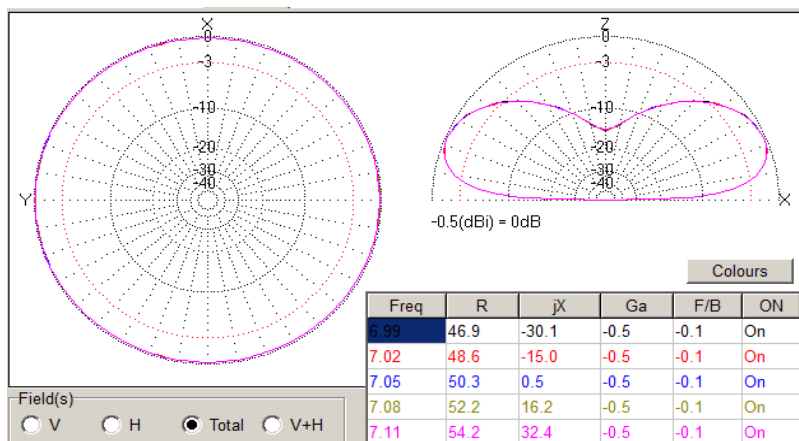 X
0
-3
-10
-20
-30
-40
Y
Z
0
-3
-10
-20
-30
-40
X
-0.5(dBi) = 0dB
Colours
Freq R jX Ga F/B ON
6.99 46.9 -30.1 -0.5 -0.1 On
7.02 48.6 -15.0 -0.5 -0.1 On
7.05 50.3 0.5 -0.5 -0.1 On
7.08 52.2 16.2 -0.5 -0.1 On
7.11 54.2 32.4 -0.5 -0.1 On
Field(s)
V H Total V+H